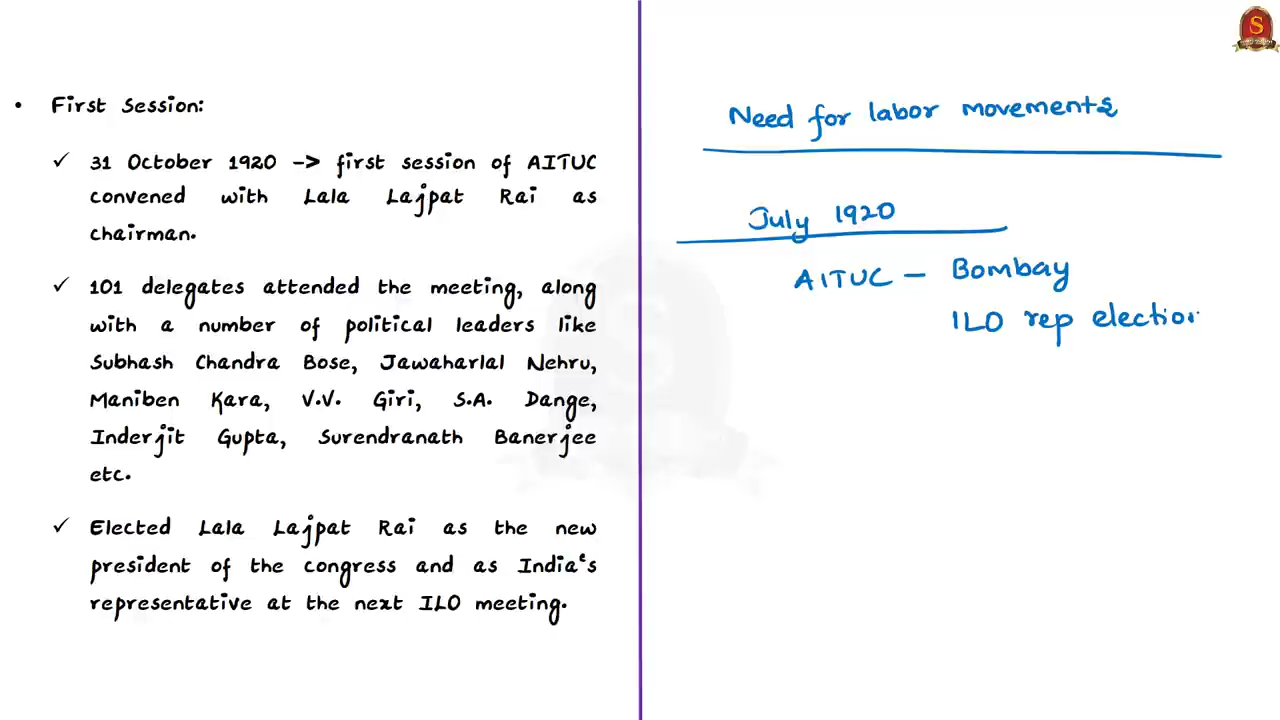 • First Session:
✓ 31 October 1920 -> first session of AITUC
convened with Lala Lajpat Rai as
chairman.
✓ 101 delegates attended the meeting, along
with a number of political leaders like
Subhash Chandra Bose, Jawaharlal Nehru,
Maniben Kara, V.V. Giri, S.A. Dange,
Inderjit Gupta, Surendranath Banerjee
etc.
✓ Elected Lala Lajpat Rai as the new
president of the congress and as India's
representative at the next ILO meeting.
Need for labor movements
July 1920
AITUC - Bombay
ILO rep election
S